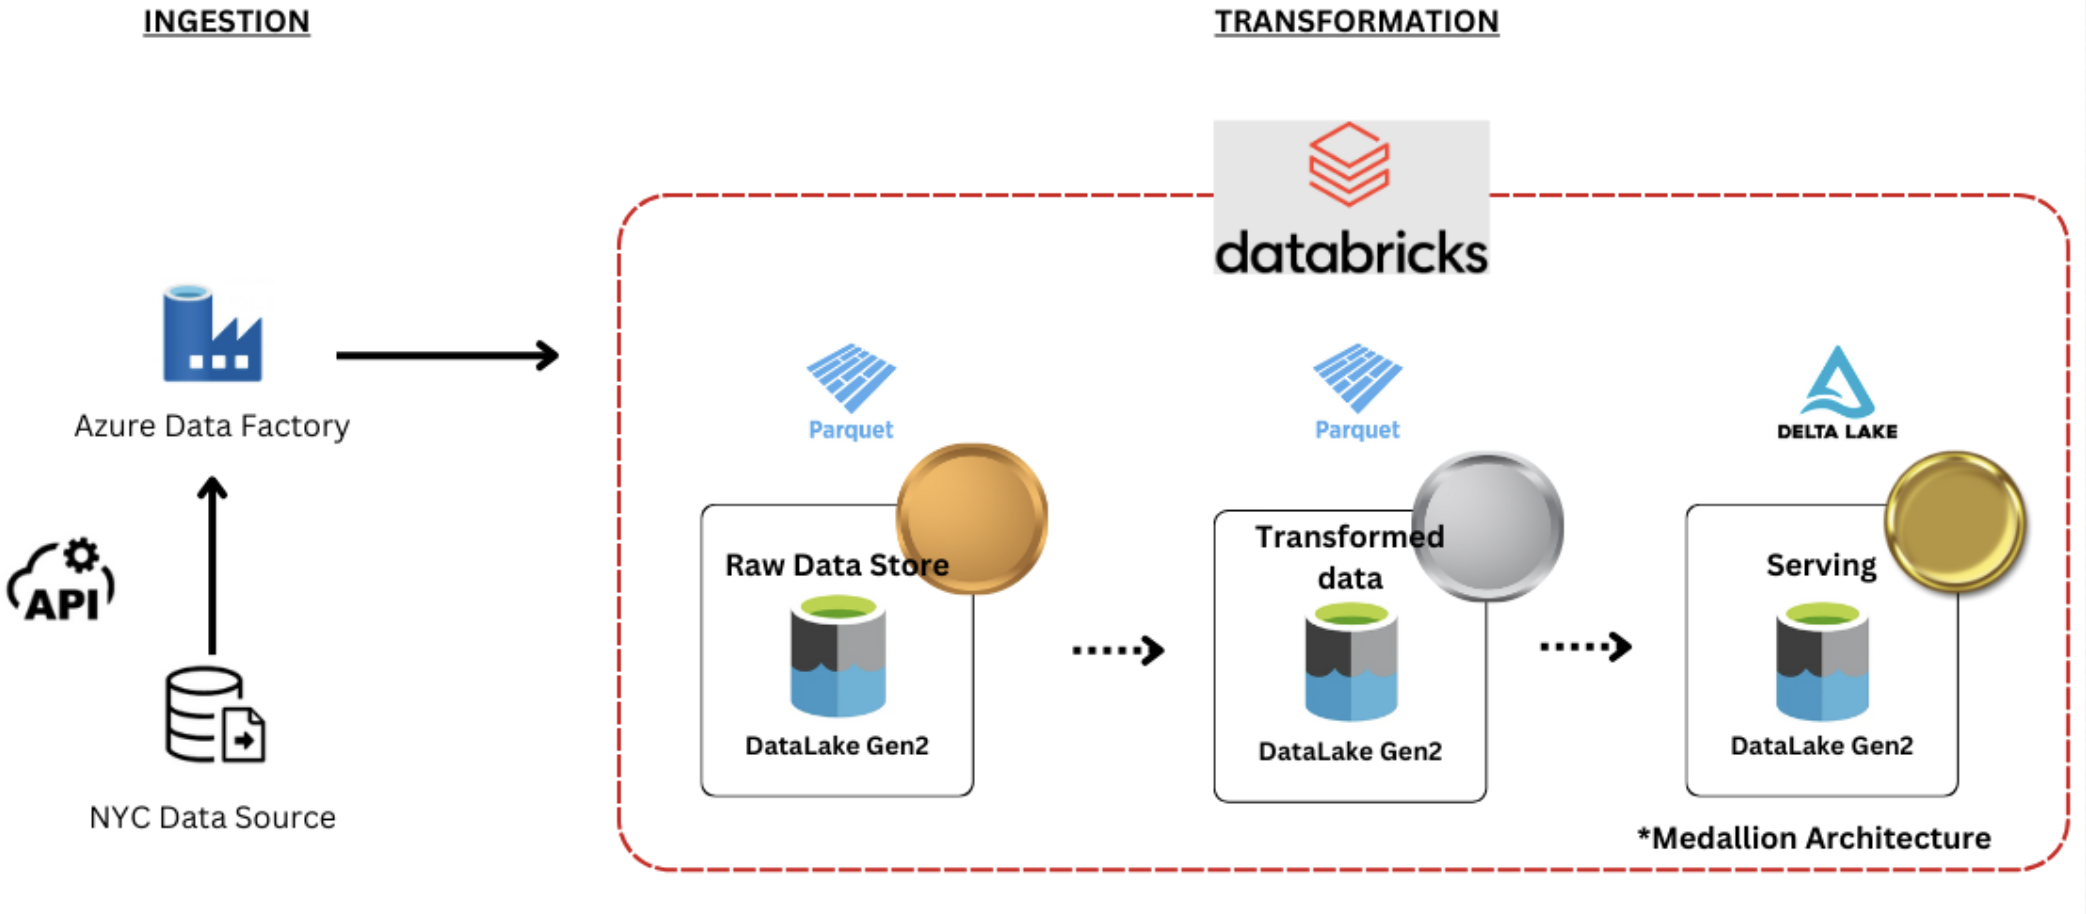 INGESTION
TRANSFORMATION
databricks
Azure Data Factory
Parquet
Parquet
DELTA LAKE
API
NYC Data Source
Raw Data Store
DataLake Gen2
Transformed
data
DataLake Gen2
Serving
DataLake Gen2
*Medallion Architecture